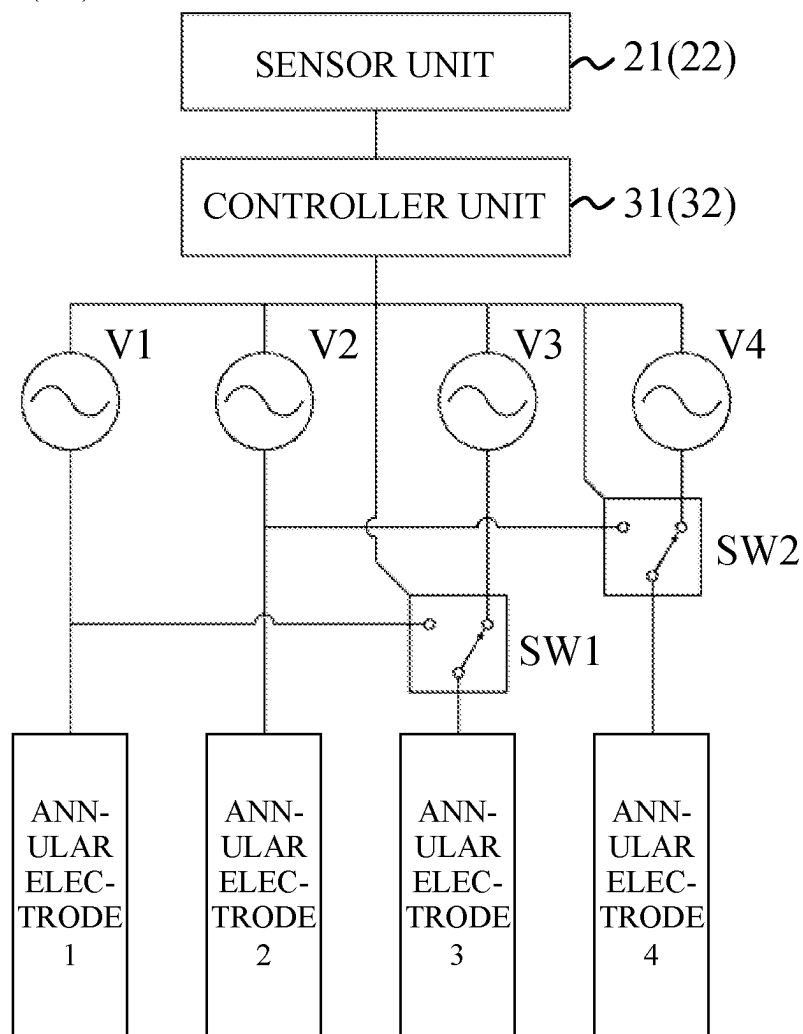 SENSOR UNIT
21(22)
CONTROLLER UNIT
31(32)
V1
V2
V3
V4
SW2
SW1
ANN-
ULAR
ELEC-
TRODE
1
ANN-
ULAR
ELEC-
TRODE
2
ANN-
ULAR
ELEC-
TRODE
3
ANN-
ULAR
ELEC-
TRODE
4